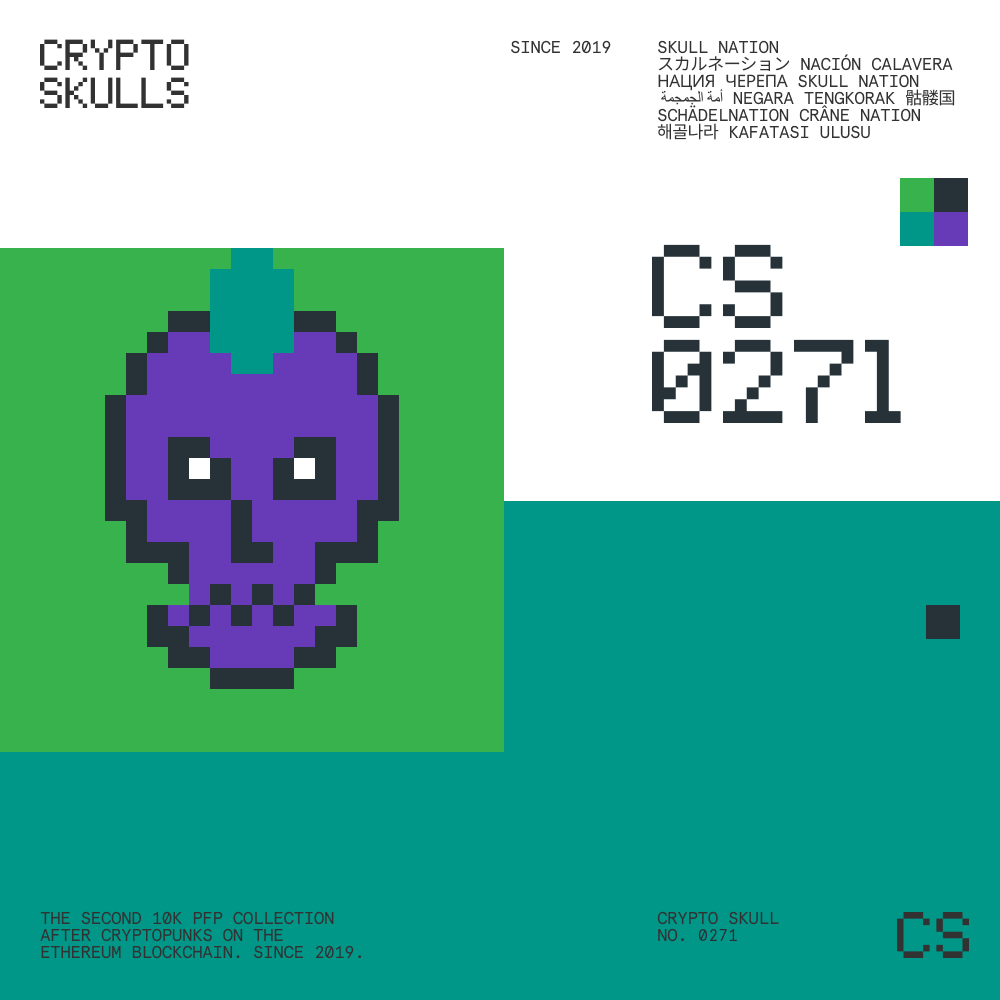 CRYPTO
SKULLS
SINCE 2019
SKULL NATION
スカルネーション NACIÓN CALAVERA
НАЦИЯ ЧЕРЕПА SKULL NATION
أمة الجمجمة NEGARA TENGKORAK 骷髅国
SCHÄDELNATION CRÂNE NATION
해골나라 KAFATASI ULUSU
CS
0271
THE SECOND 10K PFP COLLECTION
AFTER CRYPTOPUNKS ON THE
ETHEREUM BLOCKCHAIN. SINCE 2019.
CRYPTO SKULL
NO. 0271
CS